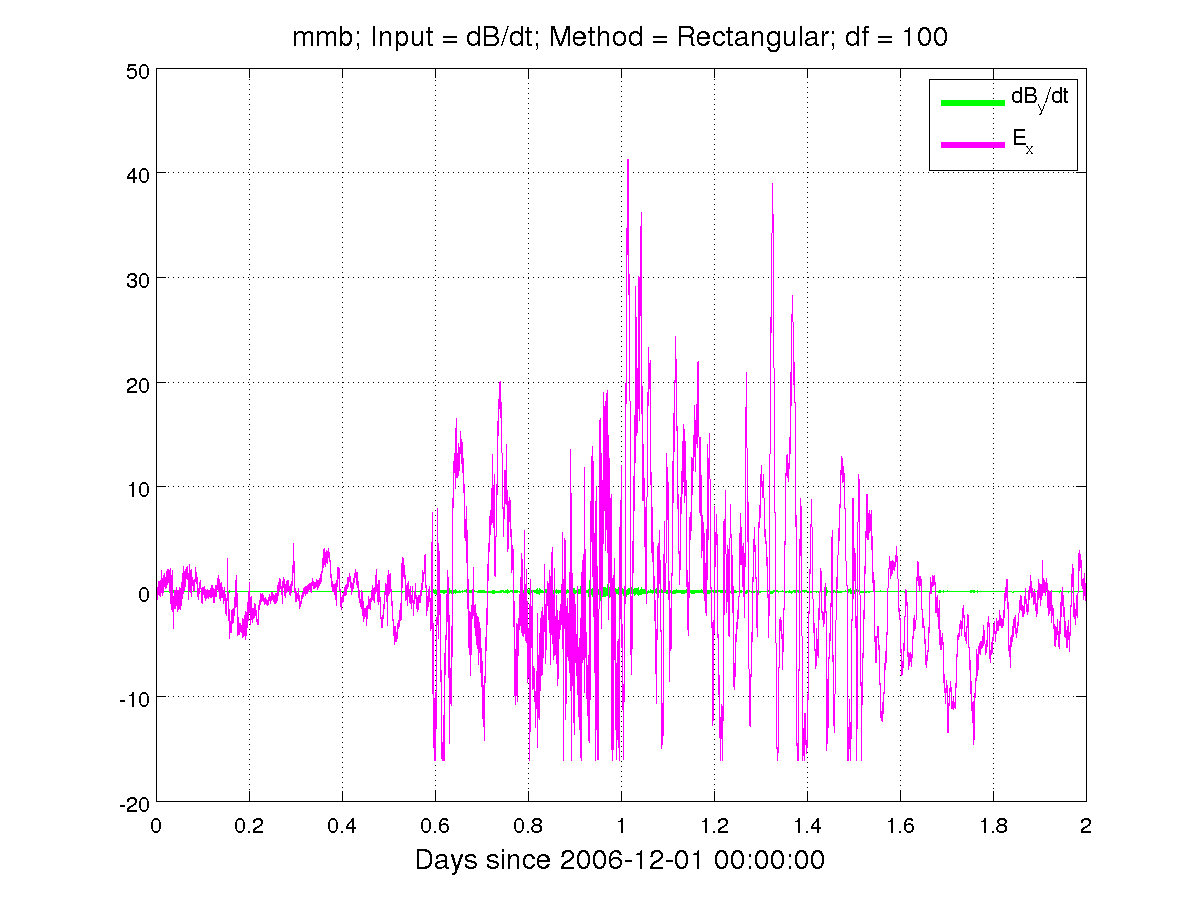 mmb; Input = dB/dt; Method = Rectangular; df = 100
50
40
30
20
10
0
-10
-20
dBy/dt
Ex
0 0.2 0.4 0.6 0.8 1 1.2 1.4 1.6 1.8 2
Days since 2006-12-01 00:00:00